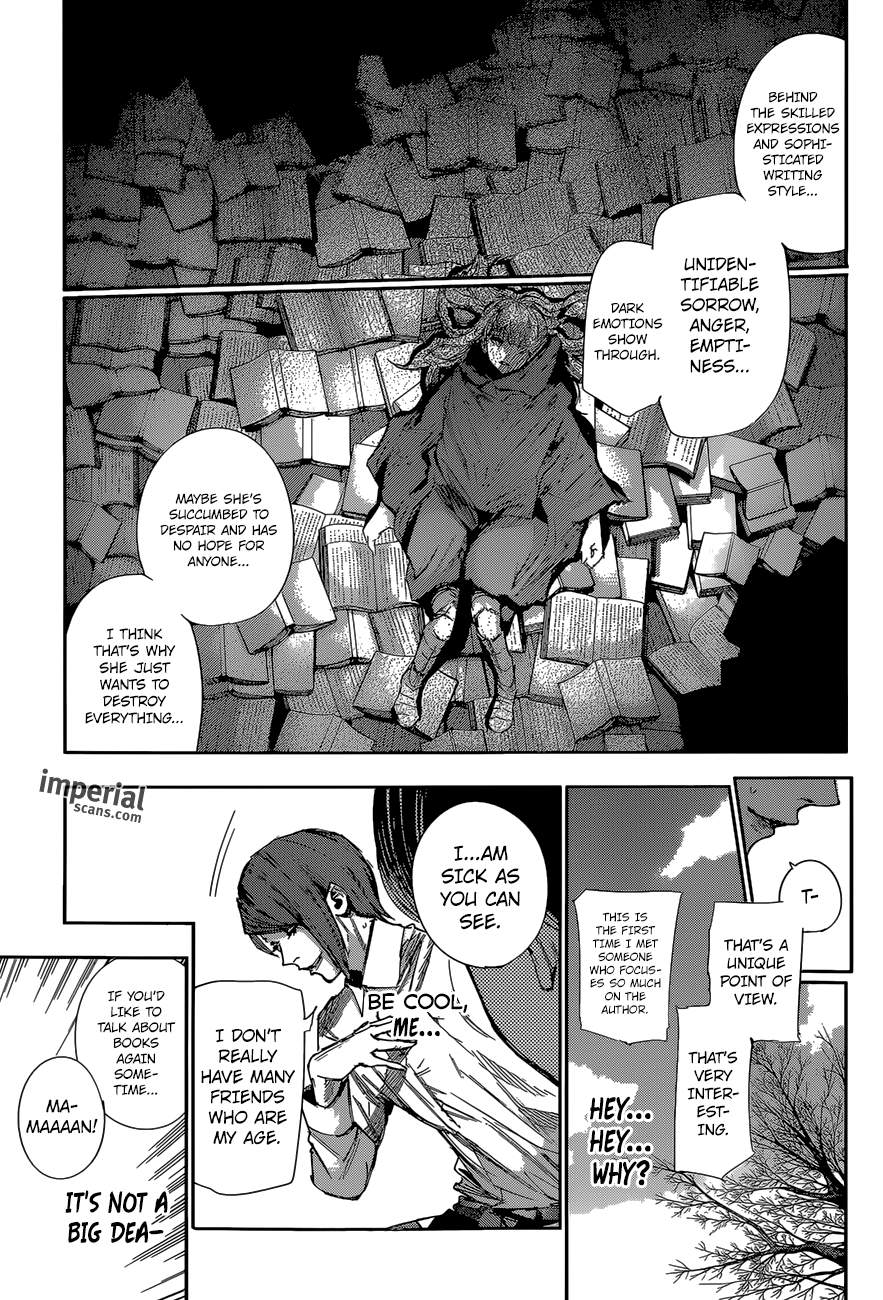 BEHIND
THE SKILLED
EXPRESSIONS
AND SOPHI-
STICATED
WRITING
STYLE...
UNIDEN-
TIFIABLE
SORROW,
ANGER,
EMPTI-
NESS...
DARK
EMOTIONS
SHOW
THROUGH.
MAYBE SHE'S
SUCCUMBED TO
DESPAIR AND HAS
NO HOPE FOR
ANYONE...
I THINK
THAT'S WHY
SHE JUST
WANTS TO
DESTROY
EVERYTHING...
imperial
scans.com
T-
THAT'S A
UNIQUE
POINT OF
VIEW.
THIS IS
THE FIRST
TIME I MET
SOMEONE
WHO FOCUS-
ES SO MUCH
ON THE
AUTHOR.
THAT'S
VERY
INTER-
EST-
ING.
HEY...
HEY...
WHY?
I...AM
SICK AS
YOU CAN
SEE.
BE COOL,
ME...
I DON'T
REALLY
HAVE MANY
FRIENDS
WHO ARE
MY AGE.
IF YOU'D
LIKE TO
TALK ABOUT
BOOKS
AGAIN
SOME-
TIME...
MA-
MAAAAN!
IT'S NOT A
BIG DEA-